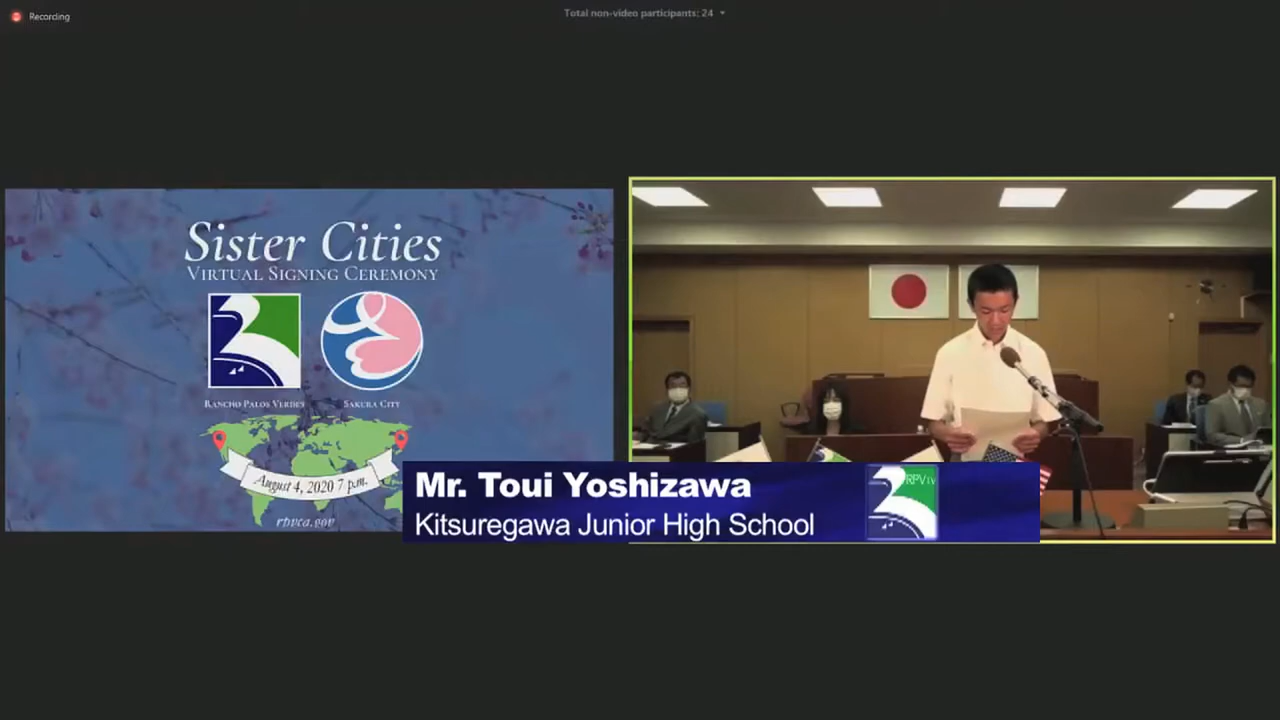 Recording
Total non-video participants: 24
Sister Cities
VIRTUAL SIGNING CEREMONY
RANCHO PALOS VERDES
SAKURA CITY
August 4, 2020 7 p.m.
rpvca.gov
Mr. Toui Yoshizawa
Kitsuregawa Junior High School
RPVtv